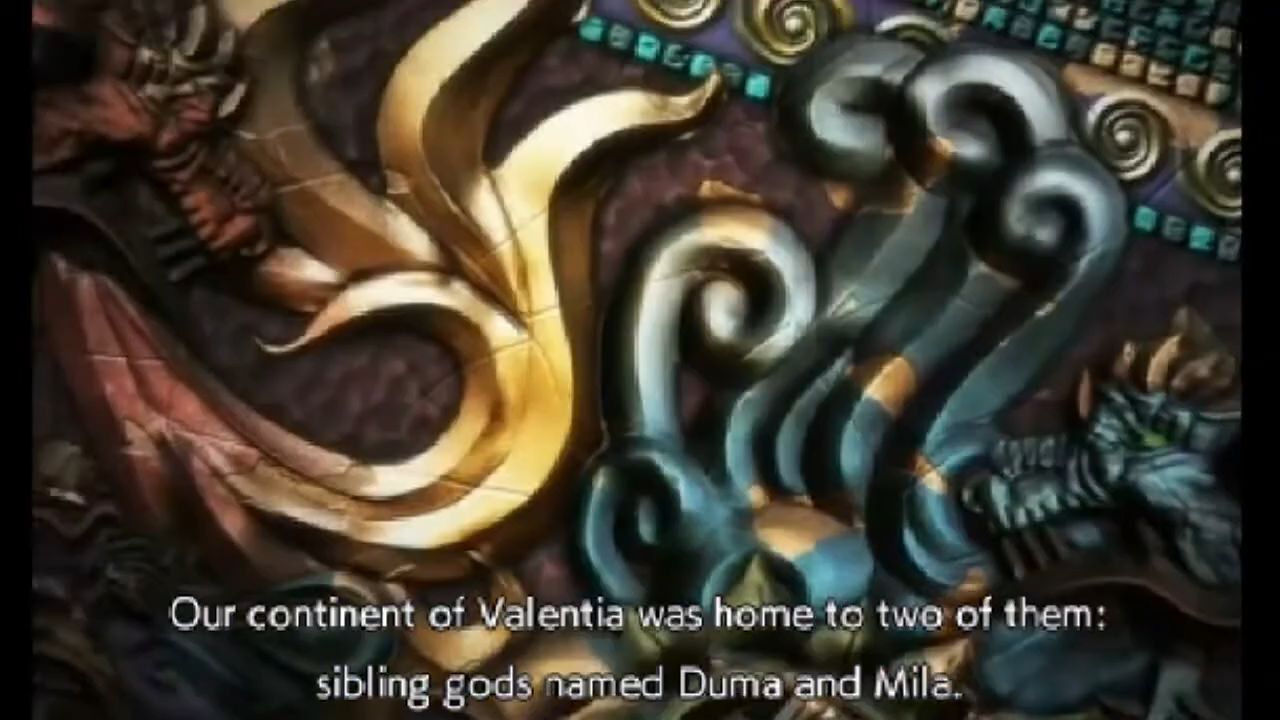 Our continent of Valentia was home to two of them:
sibling gods named Duma and Mila.